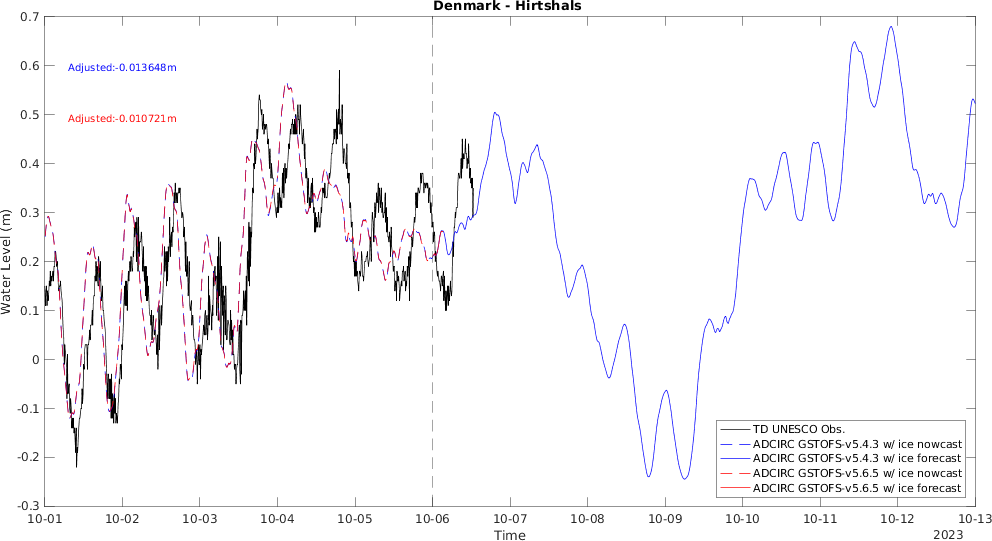 Denmark - Hirtshals
0.7
0.6
0.5
0.4
0.3
0.2
0.1
0
-0.1
-0.2
-0.3
Water Level (m)
Adjusted:-0.013648m
Adjusted:-0.010721m
TD UNESCO Obs.
ADCIRC GSTOFS-v5.4.3 w/ ice nowcast
ADCIRC GSTOFS-v5.4.3 w/ ice forecast
ADCIRC GSTOFS-v5.6.5 w/ ice nowcast
ADCIRC GSTOFS-v5.6.5 w/ ice forecast
10-01 10-02 10-03 10-04 10-05 10-06 10-07 10-08 10-09 10-10 10-11 10-12 10-13
Time
2023